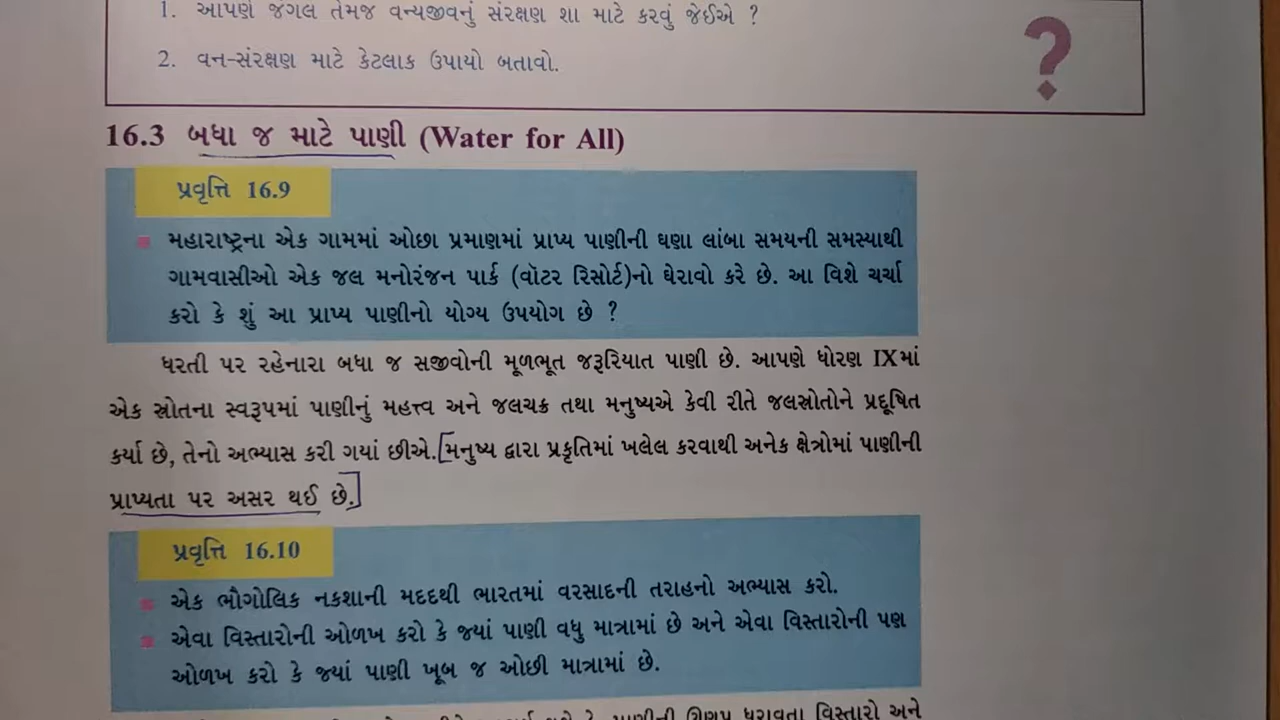 1. આપણે જંગલ તેમજ વન્યજીવનું સંરક્ષણ શા માટે કરવું જોઈએ ?
2. વન-સંરક્ષણ માટે કેટલાક ઉપાયો બતાવો.
?
16.3 બધા જ માટે પાણી (Water for All)
પ્રવૃત્તિ 16.9
મહારાષ્ટ્રના એક ગામમાં ઓછા પ્રમાણમાં પ્રાપ્ય પાણીની ઘણા લાંબા સમયની સમસ્યાથી
ગામવાસીઓ એક જલ મનોરંજન પાર્ક (વૉટર રિસોર્ટ)નો ઘેરાવો કરે છે. આ વિશે ચર્ચા
કરો કે શું આ પ્રાપ્ય પાણીનો યોગ્ય ઉપયોગ છે ?
ધરતી પર રહેનારા બધા જ સજીવોની મૂળભૂત જરૂરિયાત પાણી છે. આપણે ધોરણ IXમાં
એક સ્રોતના સ્વરૂપમાં પાણીનું મહત્ત્વ અને જલચક્ર તથા મનુષ્યએ કેવી રીતે જલસ્રોતોને પ્રદૂષિત
કર્યા છે, તેનો અભ્યાસ કરી ગયાં છીએ. મનુષ્ય દ્વારા પ્રકૃતિમાં ખલેલ કરવાથી અનેક ક્ષેત્રોમાં પાણીની
પ્રાપ્યતા પર અસર થઈ છે.
પ્રવૃત્તિ 16.10
એક ભૌગોલિક નકશાની મદદથી ભારતમાં વરસાદની તરાહનો અભ્યાસ કરો.
એવા વિસ્તારોની ઓળખ કરો કે જ્યાં પાણી વધુ માત્રામાં છે અને એવા વિસ્તારોની પણ
ઓળખ કરો કે જ્યાં પાણી ખૂબ જ ઓછી માત્રામાં છે.
પાણીની ઊણપ ધરાવતા વિસ્તારો અને